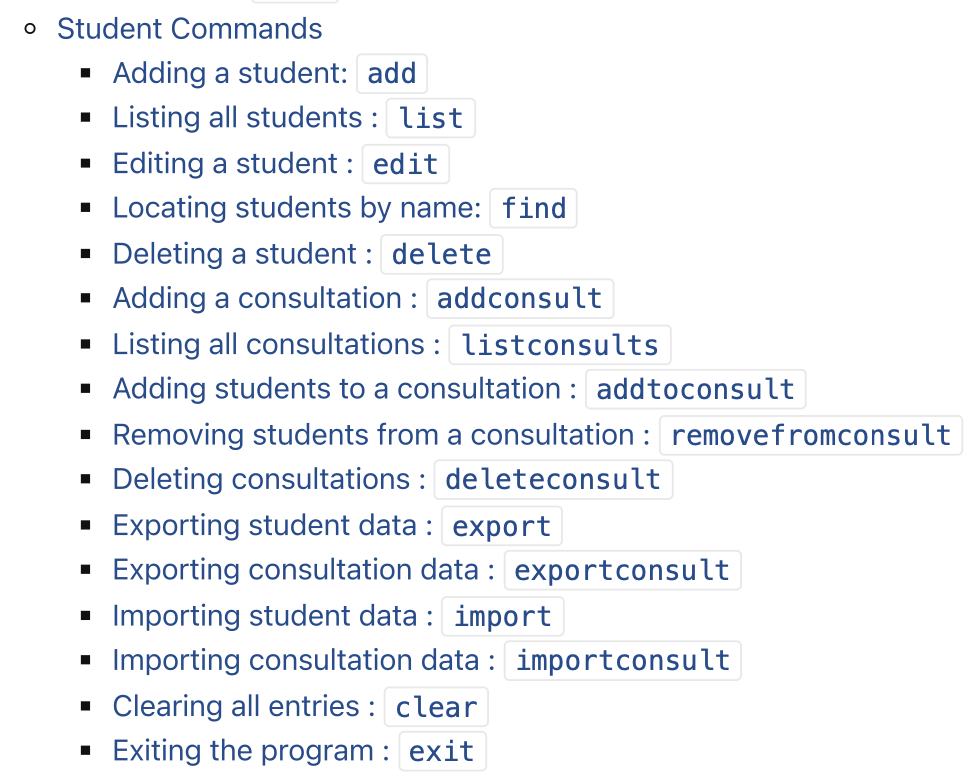 Student Commands
Adding a student: add
Listing all students : list
Editing a student : edit
Locating students by name: find
Deleting a student : delete
Adding a consultation : addconsult
Listing all consultations : listconsults
Adding students to a consultation : addtoconsult
Removing students from a consultation : removefromconsult
Deleting consultations : deleteconsult
Exporting student data : export
Exporting consultation data : exportconsult
Importing student data : import
Importing consultation data : importconsult
Clearing all entries : clear
Exiting the program : exit